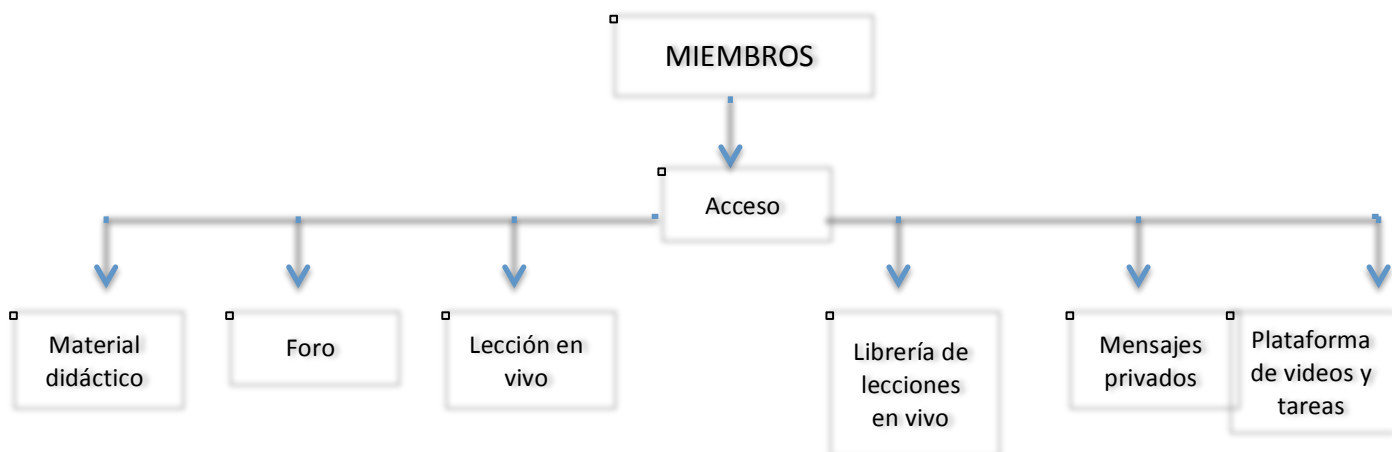 MIEMBROS
Acceso
Material
didáctico
Foro
Lección en
vivo
Librería de
lecciones
en vivo
Mensajes
privados
Plataforma
de videos y
tareas